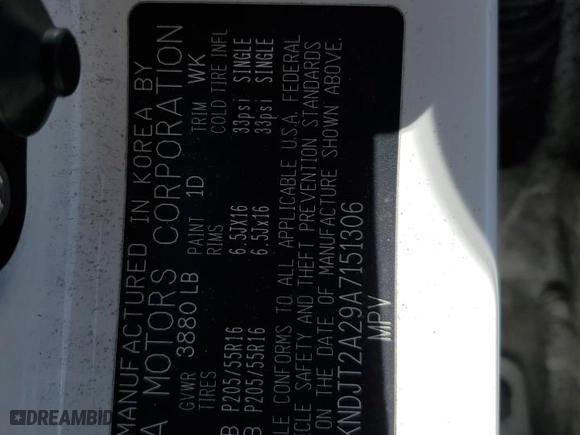 MANUFACTURED IN KOREA BY
A MOTORS CORPORATION
GVWR PAINT TRIM
3880 LB 1D WK
TIRES RIMS COLD TIRE INFL
B P205/55R16 6.5JX16 33psi SINGLE
B P205/55R16 6.5JX16 33psi SINGLE
LE CONFORMS TO ALL APPLICABLE U.S.A. FEDERAL
ICLE SAFETY AND THEFT PREVENTION STANDARDS
ON THE DATE OF MANUFACTURE SHOWN ABOVE.
KNDJT2A29A7151306
MPV
© DREAMBID